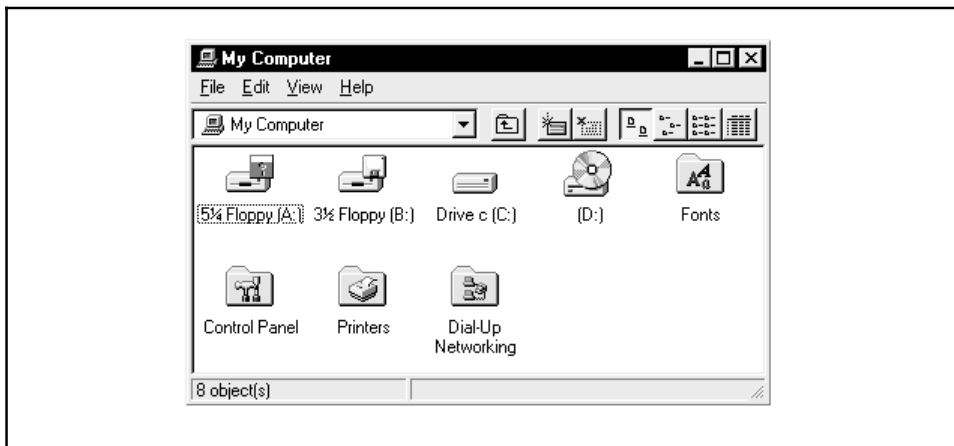 My Computer
File Edit View Help
My Computer
5¼ Floppy (A:) 3½ Floppy (B:) Drive c (C:) (D:) Fonts
Control Panel Printers Dial-Up
Networking
8 object(s)